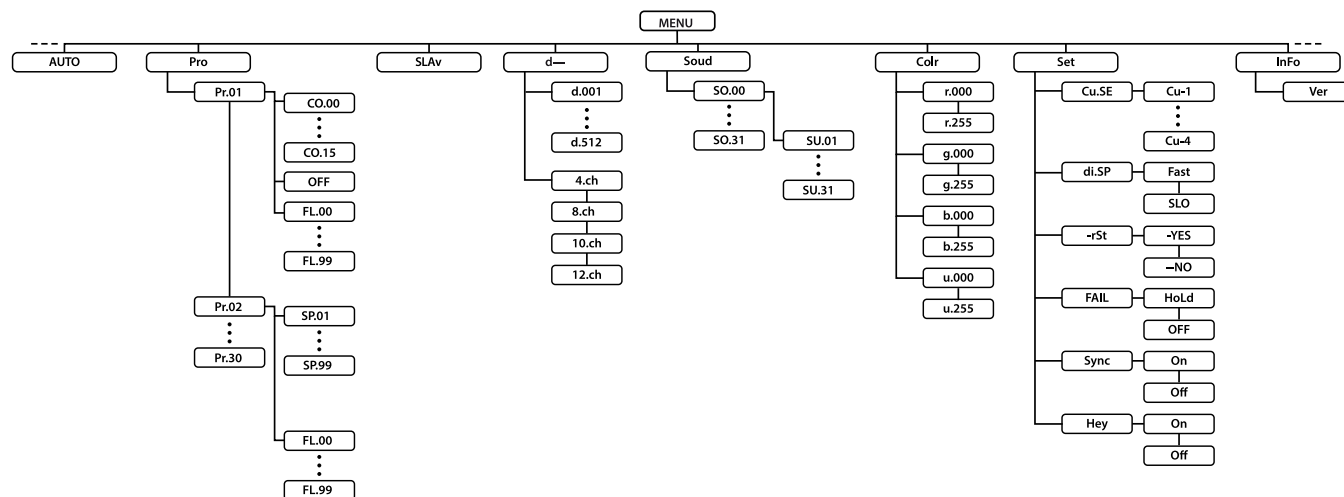 MENU
AUTO
Pro
SLAv
d—
Soud
Colr
Set
InFo
Pr.01
CO.00
CO.15
OFF
FL.00
FL.99
Pr.02
Pr.30
SP.01
SP.99
FL.00
FL.99
d.001
d.512
4.ch
8.ch
10.ch
12.ch
SO.00
SO.31
SU.01
SU.31
r.000
r.255
g.000
g.255
b.000
b.255
u.000
u.255
Cu.SE
Cu-1
Cu-4
di.SP
Fast
SLO
-rSt
-YES
—NO
FAIL
HoLd
OFF
Sync
On
Off
Hey
On
Off
Ver